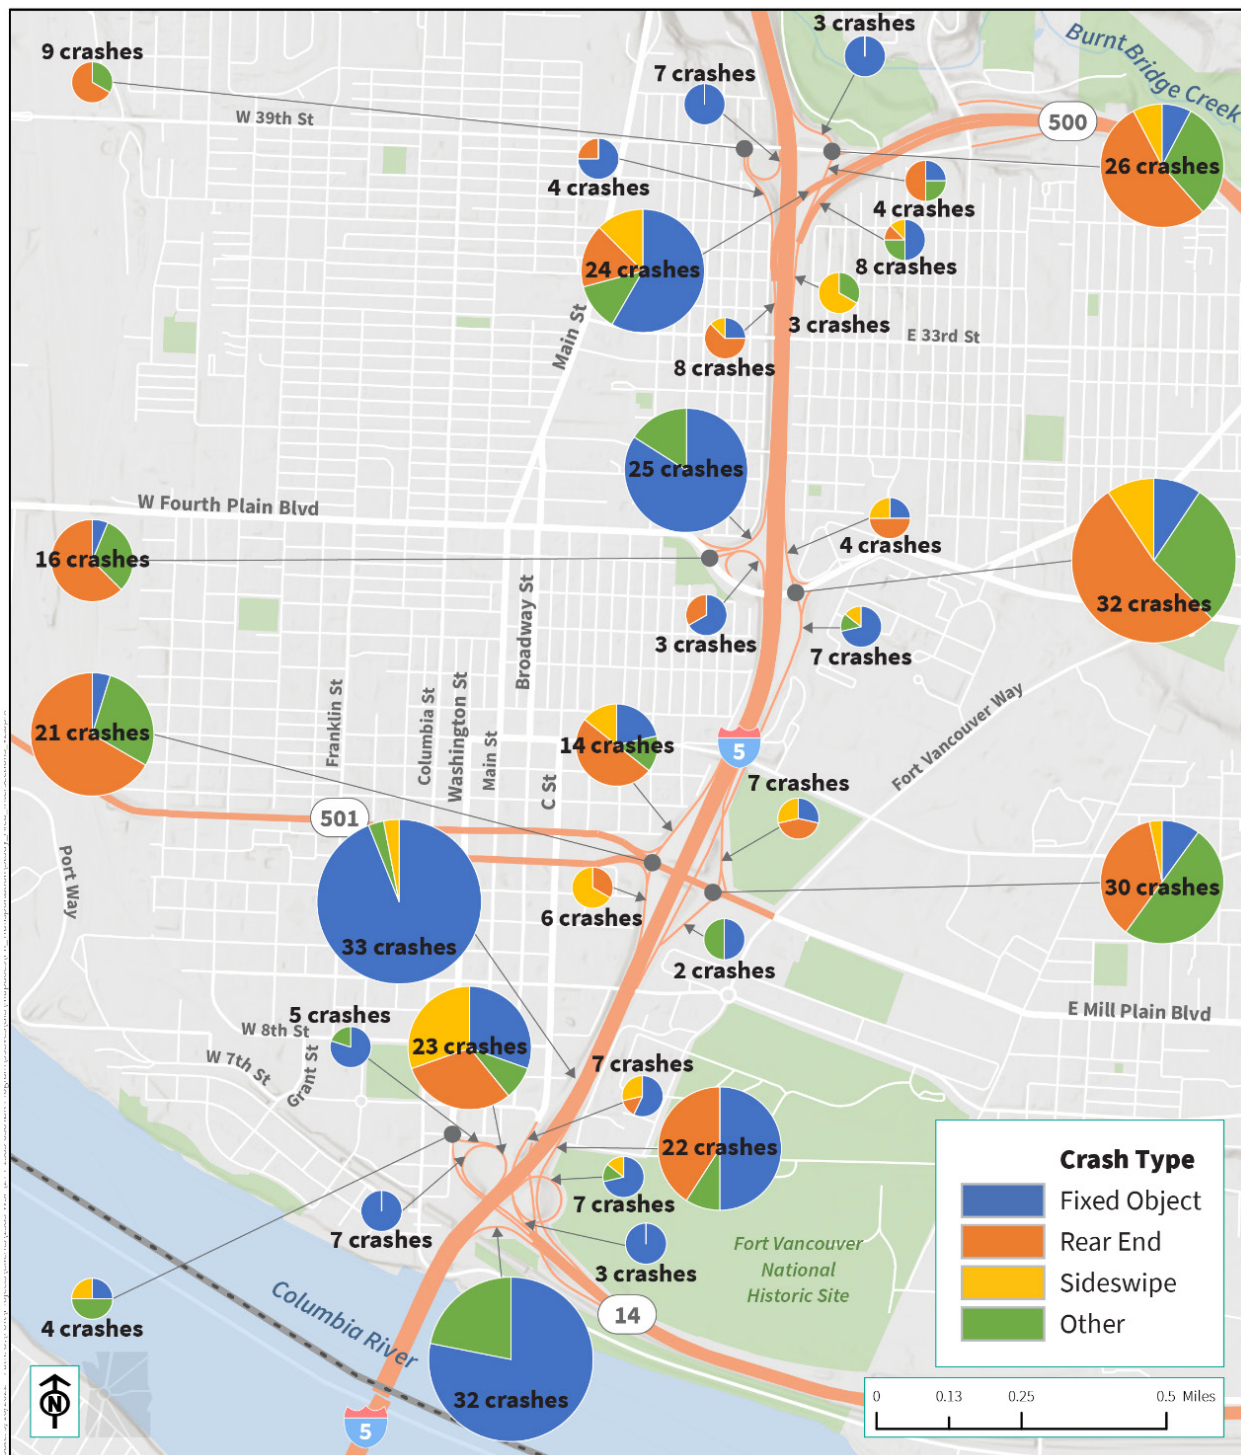 3 crashes
9 crashes
7 crashes
Burnt Bridge Creek
W 39th St
500
4 crashes
26 crashes
4 crashes
24 crashes
8 crashes
3 crashes
Main St
E 33rd St
8 crashes
25 crashes
W Fourth Plain Blvd
4 crashes
16 crashes
32 crashes
3 crashes
7 crashes
Broadway St
Franklin St
Columbia St
Washington St
Main St
C St
21 crashes
14 crashes
5
Fort Vancouver Way
7 crashes
501
Port Way
30 crashes
6 crashes
33 crashes
2 crashes
E Mill Plain Blvd
5 crashes
W 8th St
W 7th St
Grant St
23 crashes
7 crashes
22 crashes
7 crashes
7 crashes
3 crashes
Fort Vancouver
National
Historic Site
4 crashes
Columbia River
14
32 crashes
5
N
Crash Type
Fixed Object
Rear End
Sideswipe
Other
0 0.13 0.25 0.5 Miles